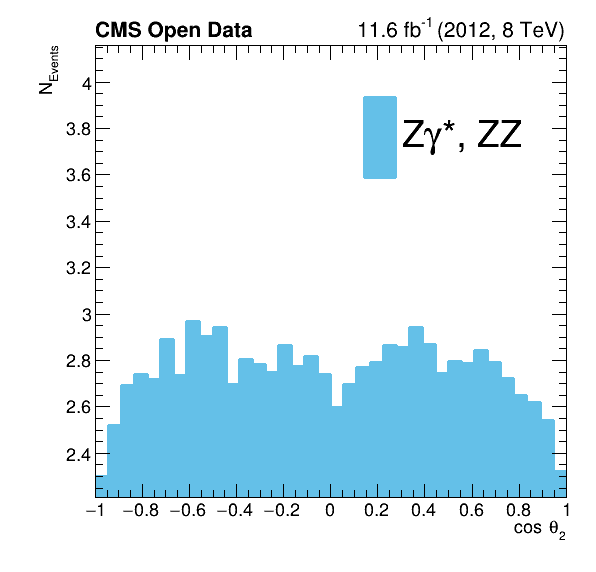 CMS Open Data 11.6 fb⁻¹ (2012, 8 TeV)
N_Events
4
3.8
3.6
3.4
3.2
3
2.8
2.6
2.4
Zγ*, ZZ
−1 −0.8 −0.6 −0.4 −0.2 0 0.2 0.4 0.6 0.8 1
cos θ₂